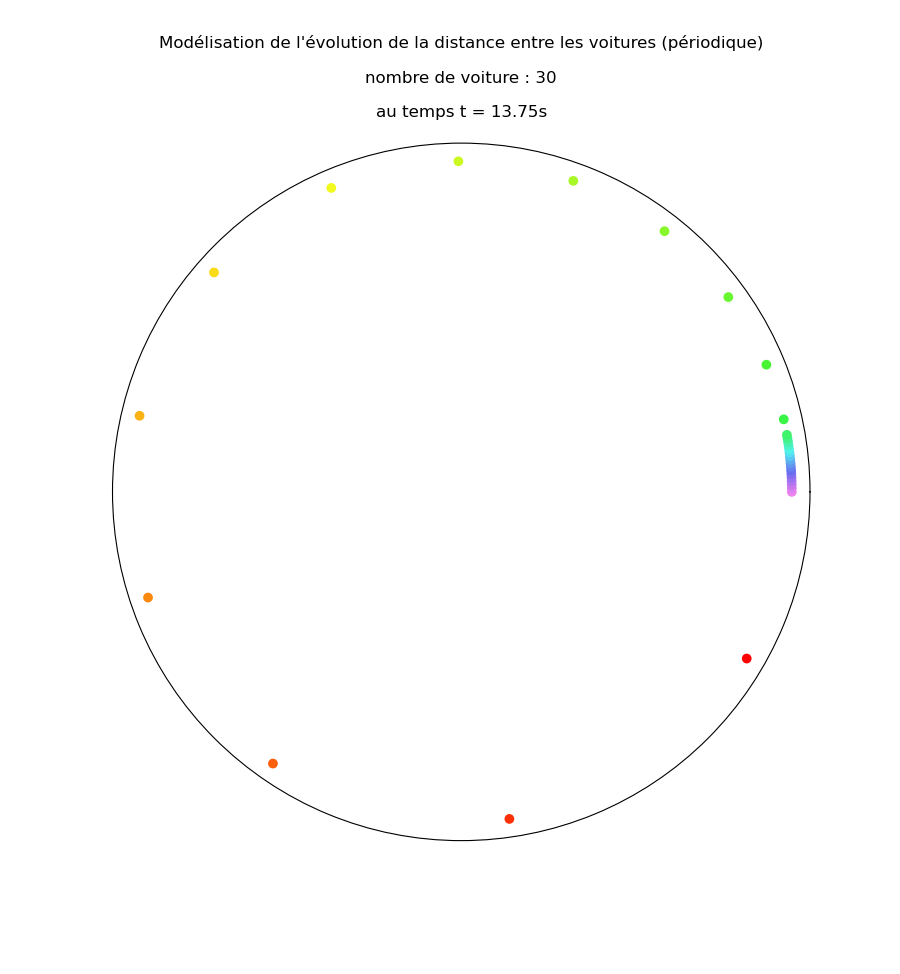 Modélisation de l'évolution de la distance entre les voitures (périodique)
nombre de voiture : 30
au temps t = 13.75s